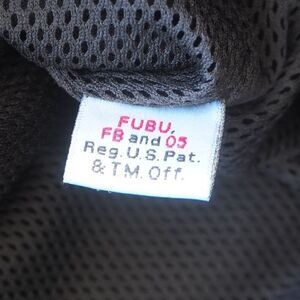 FUBU,
FB and 05
Reg. U.S. Pat.
& T.M. Off.